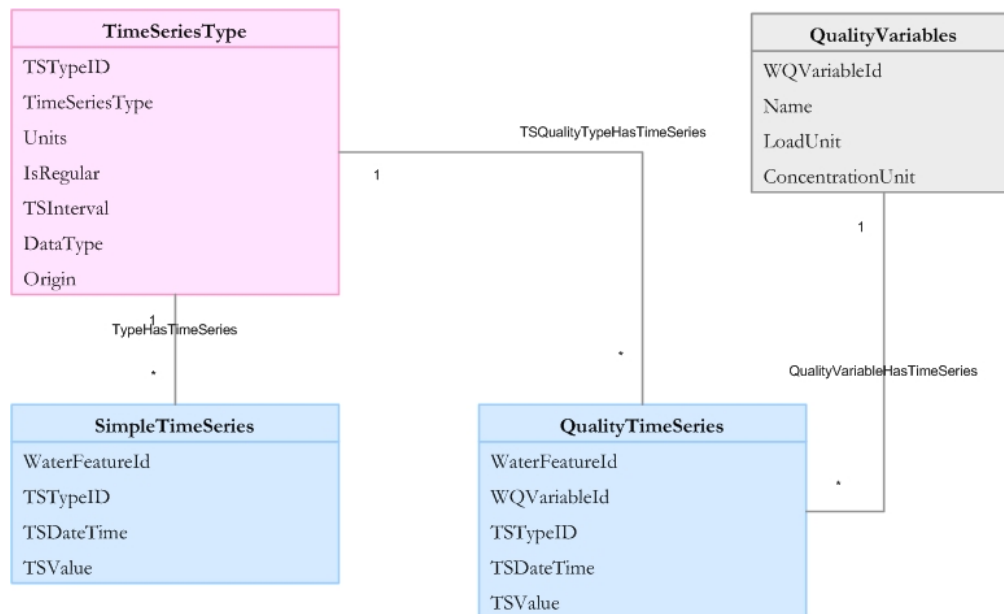 TimeSeriesType
TSTypeID
TimeSeriesType
Units
IsRegular
TSInterval
DataType
Origin
QualityVariables
WQVariableId
Name
LoadUnit
ConcentrationUnit
TSQualityTypeHasTimeSeries
1
1
1
TypeHasTimeSeries
*
*
QualityVariableHasTimeSeries
*
SimpleTimeSeries
WaterFeatureId
TSTypeID
TSDateTime
TSValue
QualityTimeSeries
WaterFeatureId
WQVariableId
TSTypeID
TSDateTime
TSValue